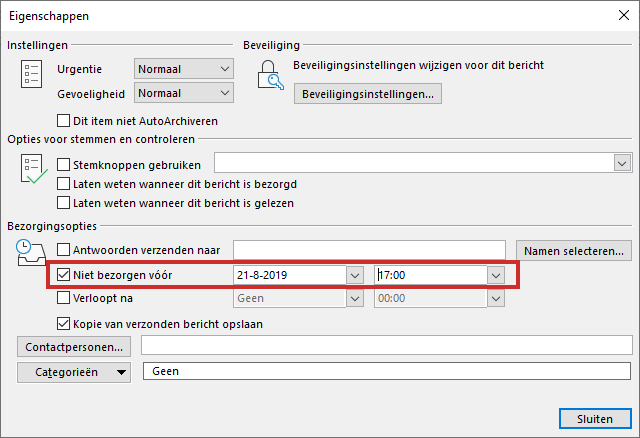 Eigenschappen
Instellingen
Beveiliging
Urgentie Normaal
Beveiligingsinstellingen wijzigen voor dit bericht
Gevoeligheid Normaal
Beveiligingsinstellingen...
Dit item niet AutoArchiveren
Opties voor stemmen en controleren
Stemknoppen gebruiken
Laten weten wanneer dit bericht is bezorgd
Laten weten wanneer dit bericht is gelezen
Bezorgingsopties
Antwoorden verzenden naar
Namen selecteren...
Niet bezorgen vóór 21-8-2019 17:00
Verloopt na Geen 00:00
Kopie van verzonden bericht opslaan
Contactpersonen...
Categorieën Geen
Sluiten